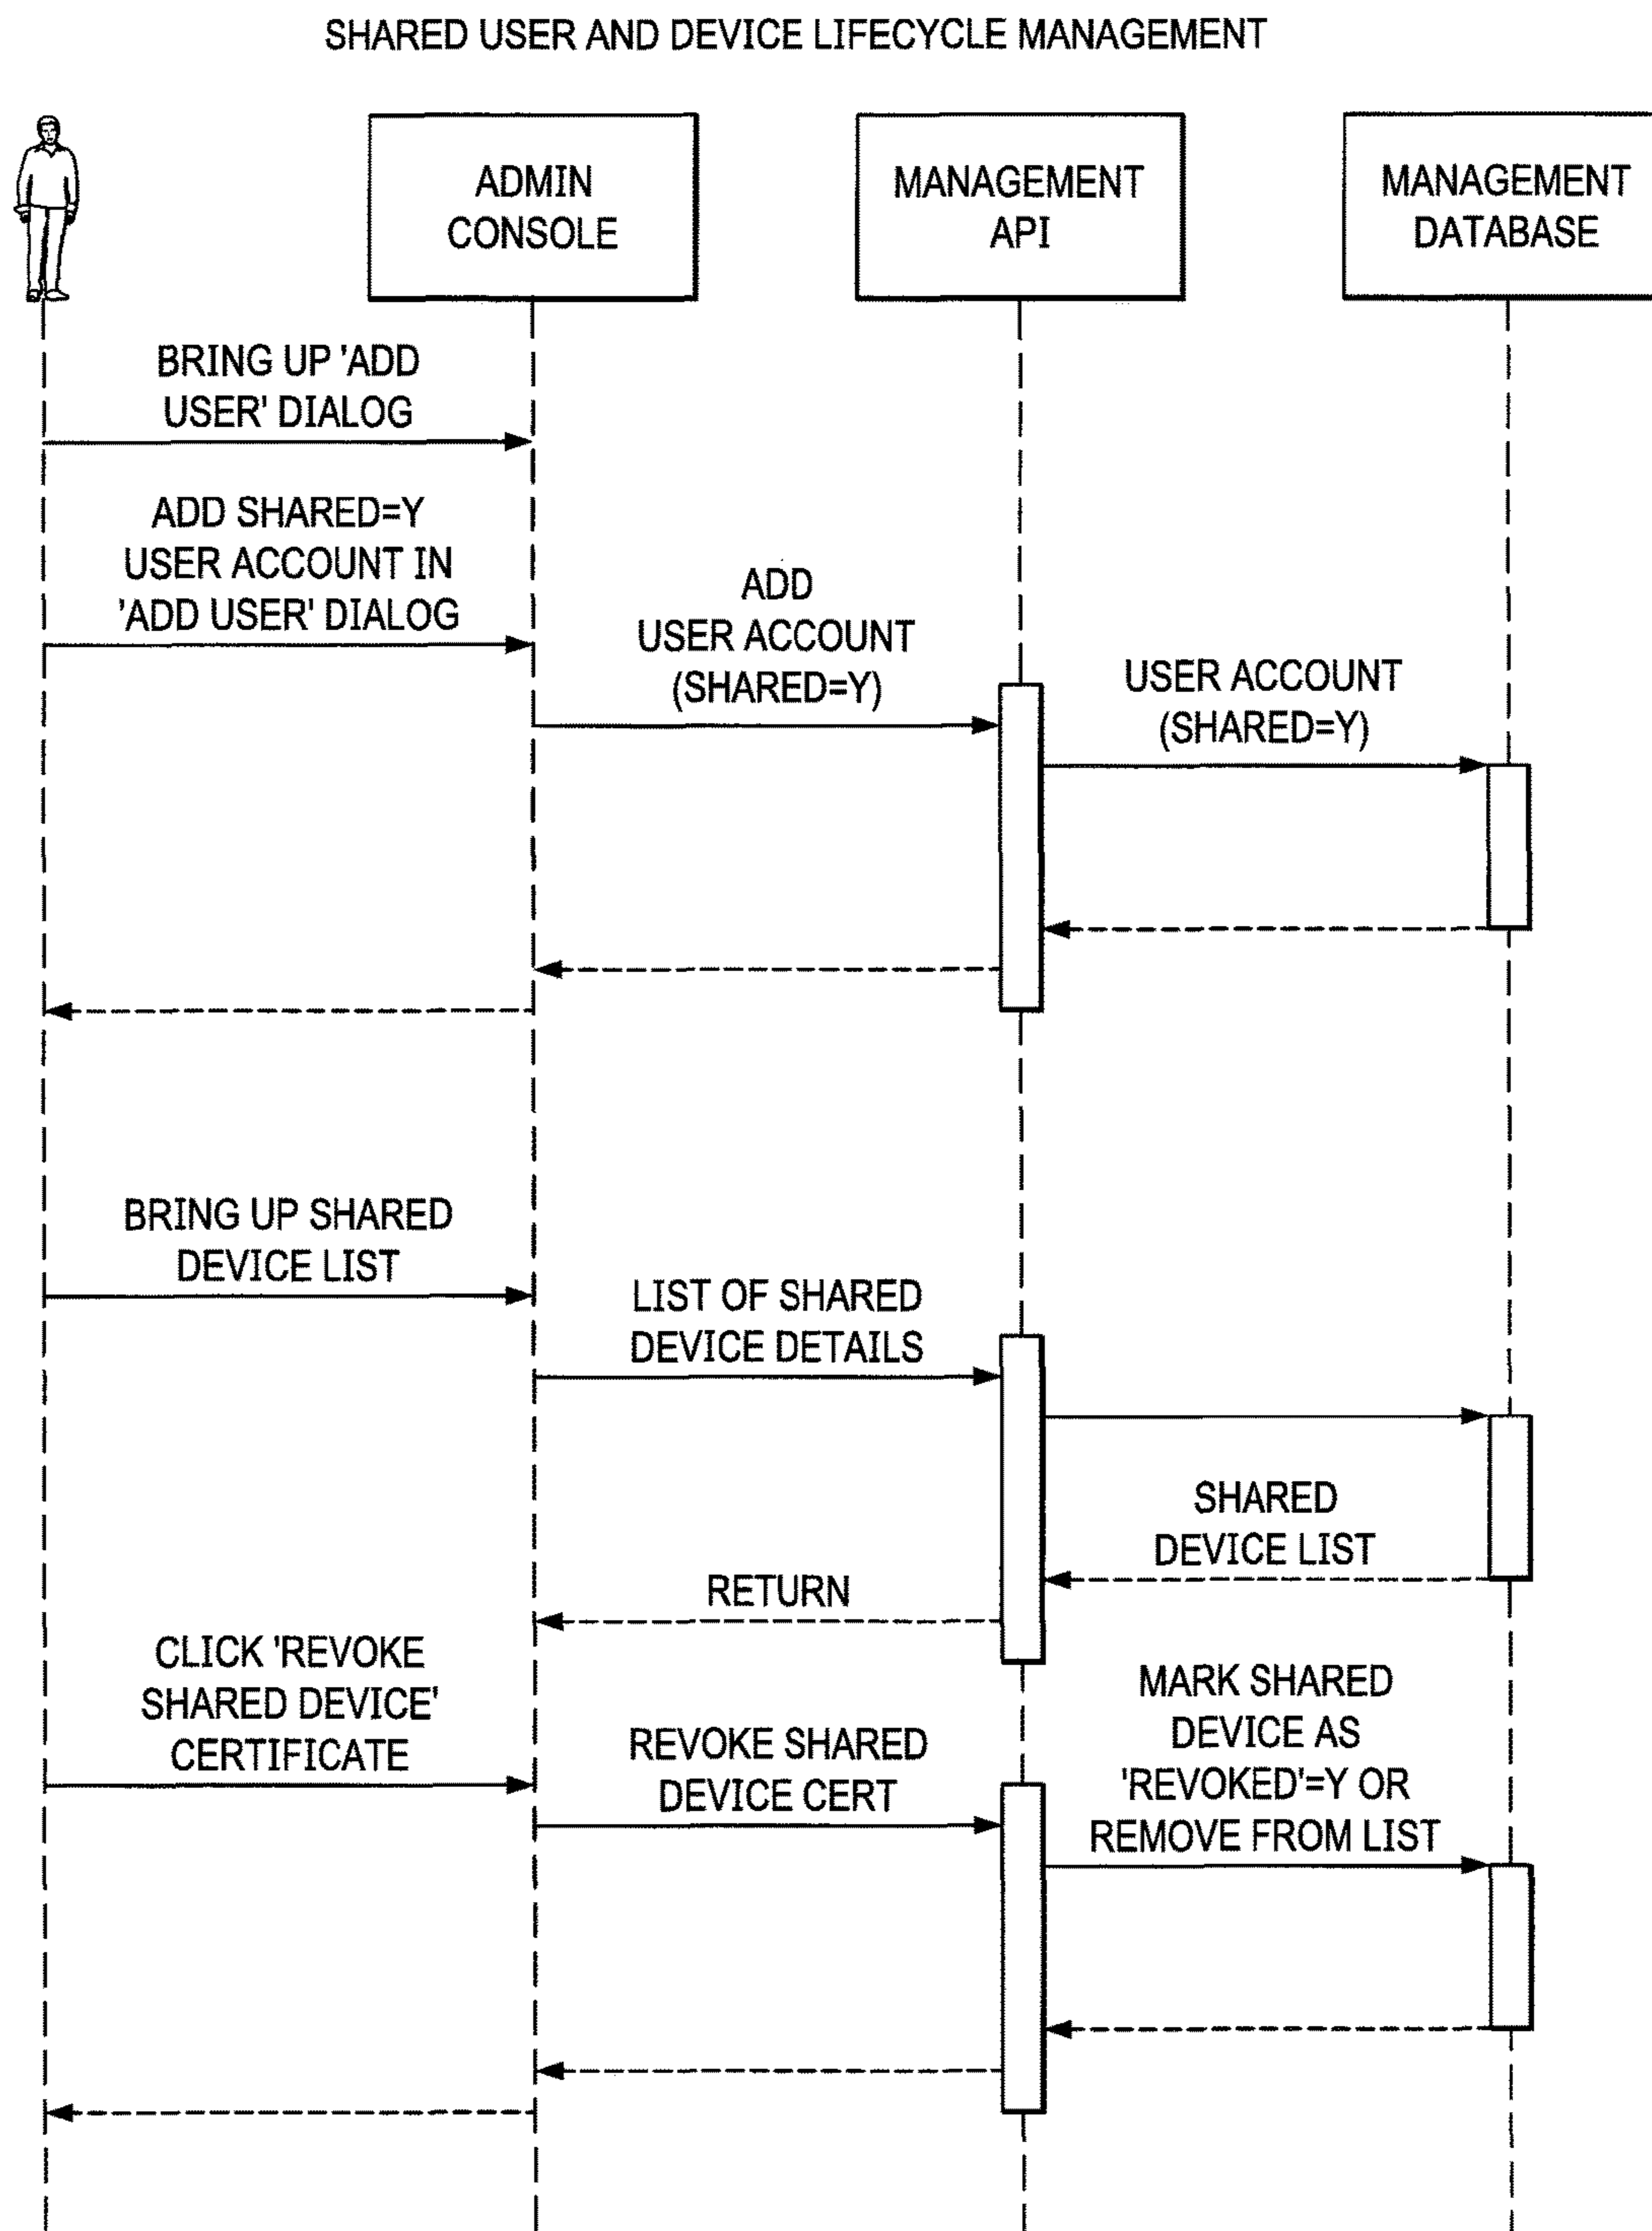 SHARED USER AND DEVICE LIFECYCLE MANAGEMENT
ADMIN
CONSOLE
MANAGEMENT
API
MANAGEMENT
DATABASE
BRING UP 'ADD
USER' DIALOG
ADD SHARED=Y
USER ACCOUNT IN
'ADD USER' DIALOG
ADD
USER ACCOUNT
(SHARED=Y)
USER ACCOUNT
(SHARED=Y)
BRING UP SHARED
DEVICE LIST
LIST OF SHARED
DEVICE DETAILS
SHARED
DEVICE LIST
RETURN
CLICK 'REVOKE
SHARED DEVICE'
CERTIFICATE
REVOKE SHARED
DEVICE CERT
MARK SHARED
DEVICE AS
'REVOKED'=Y OR
REMOVE FROM LIST